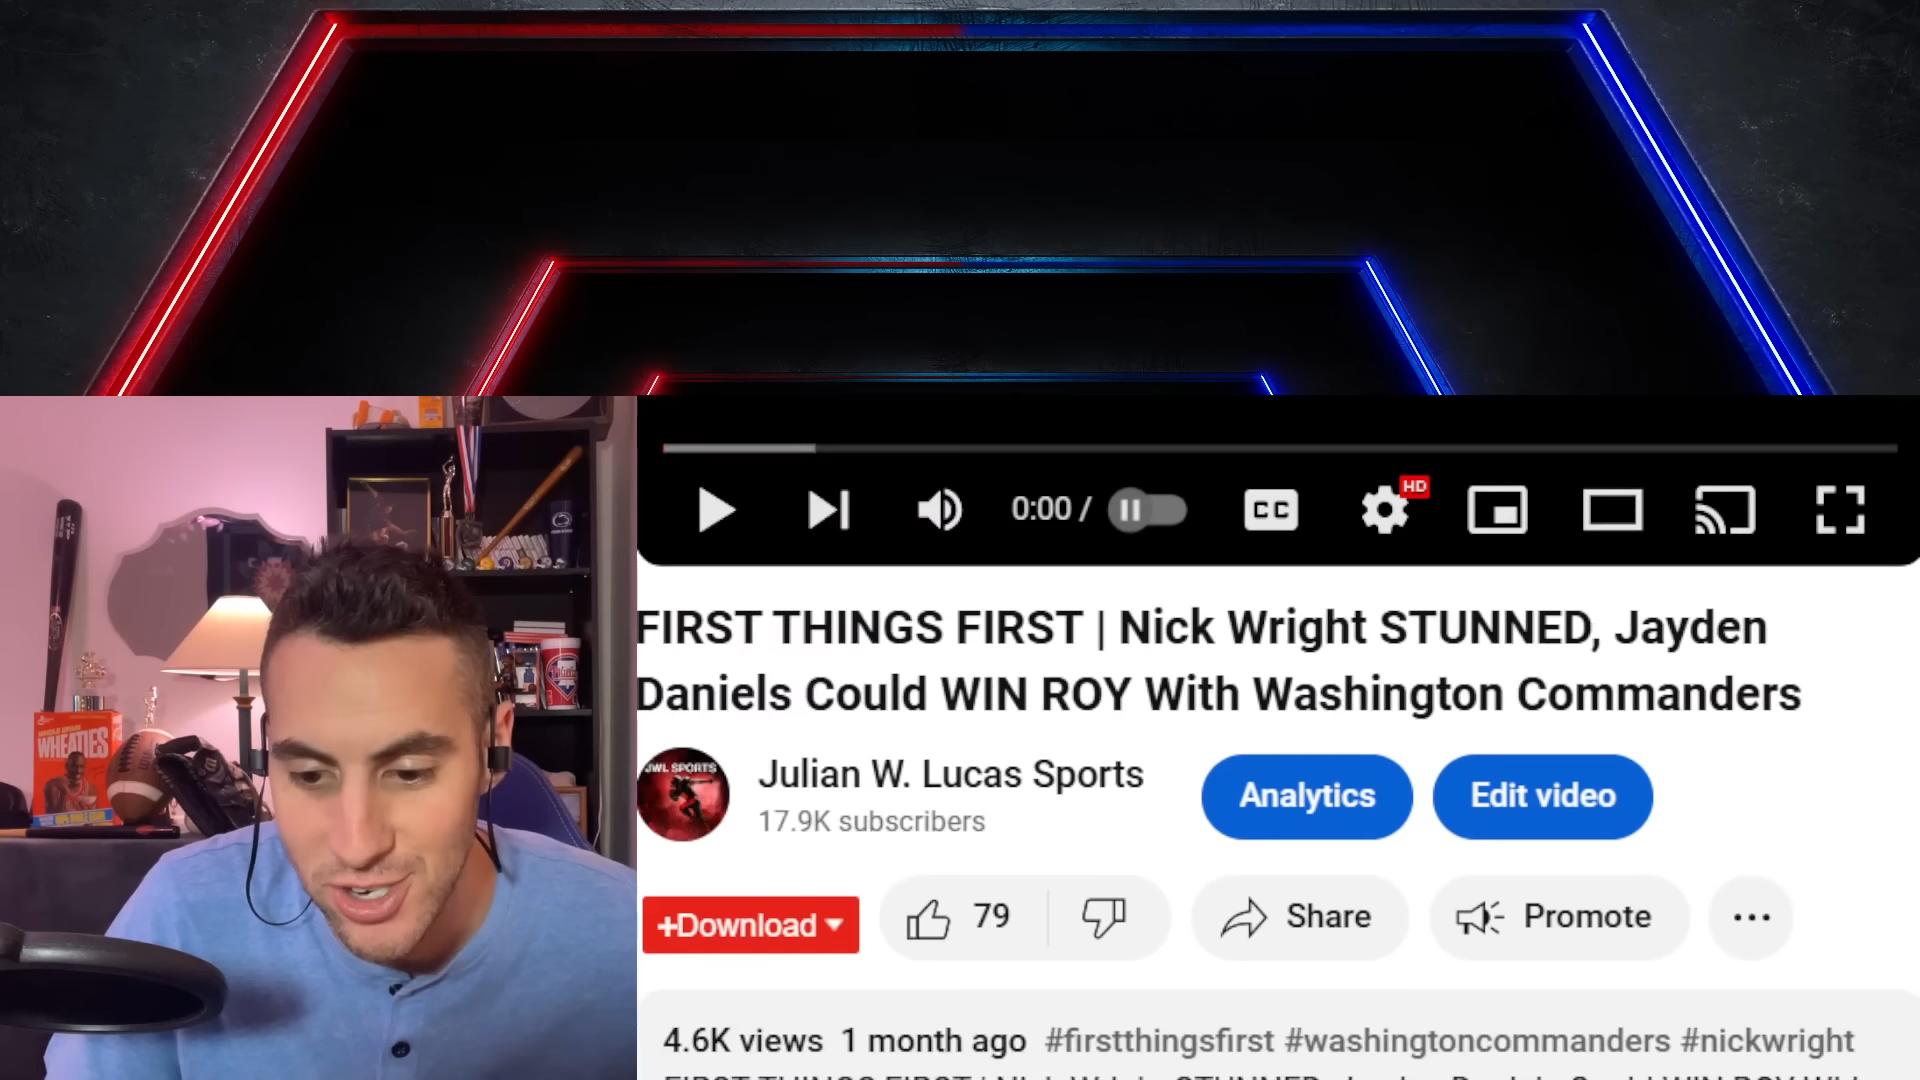 WHEATIES
0:00 /
CC
HD
FIRST THINGS FIRST | Nick Wright STUNNED, Jayden
Daniels Could WIN ROY With Washington Commanders
JWL SPORTS
Julian W. Lucas Sports
17.9K subscribers
Analytics
Edit video
+Download
79
Share
Promote
4.6K views 1 month ago #firstthingsfirst #washingtoncommanders #nickwright